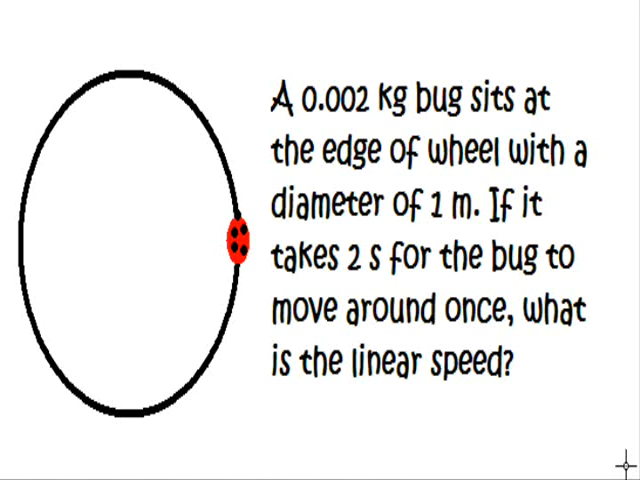 A 0.002 kg bug sits at
the edge of wheel with a
diameter of 1 m. If it
takes 2 s for the bug to
move around once, what
is the linear speed?